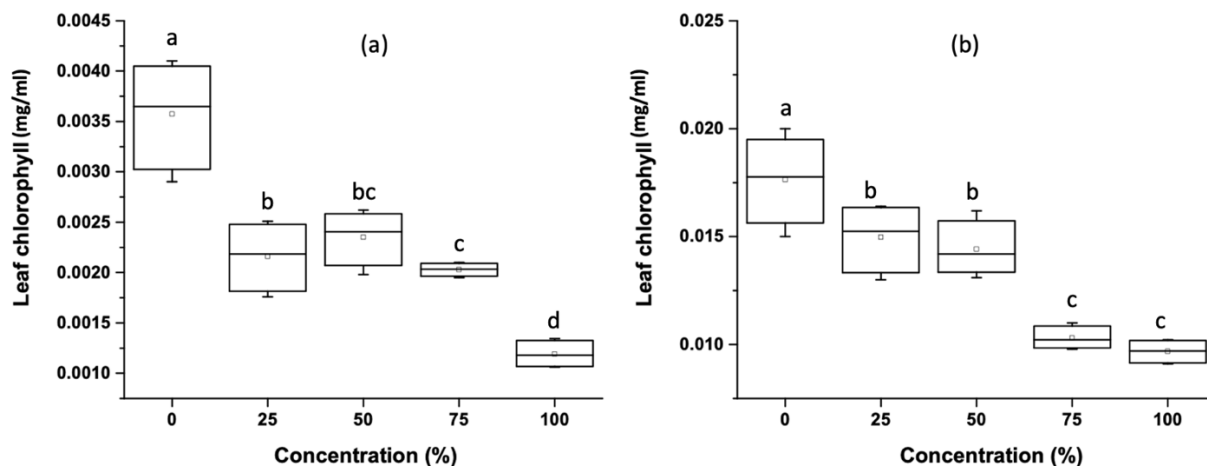 Leaf chlorophyll (mg/ml)
0.0045
0.0040
0.0035
0.0030
0.0025
0.0020
0.0015
0.0010
(a)
a
b
bc
c
d
0
25
50
75
100
Concentration (%)
Leaf chlorophyll (mg/ml)
0.025
0.020
0.015
0.010
(b)
a
b
b
c
c
0
25
50
75
100
Concentration (%)